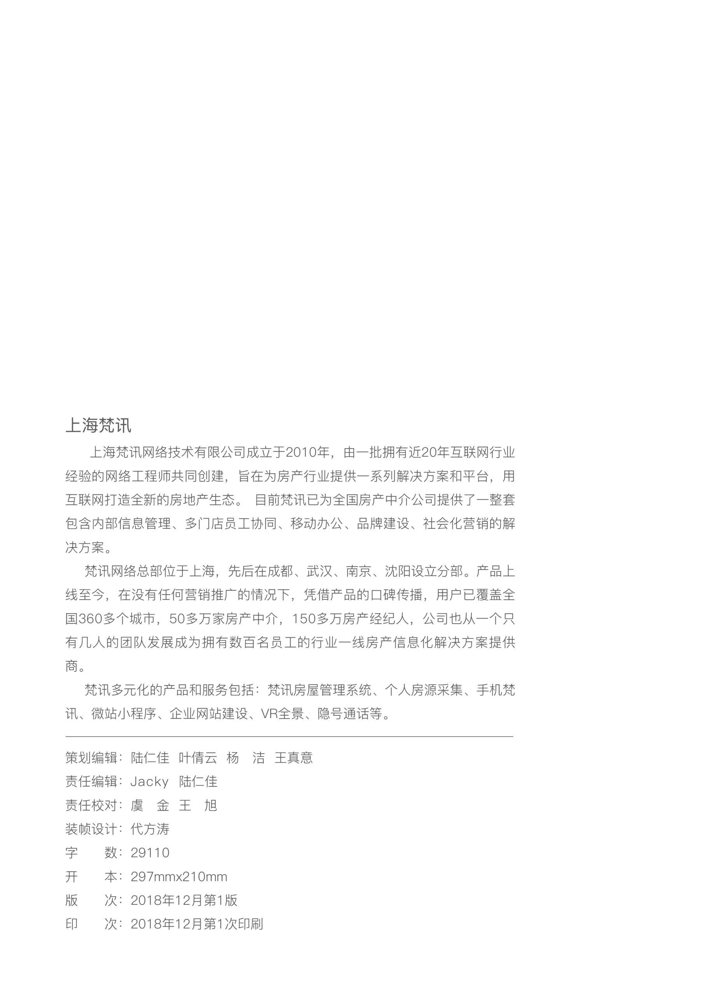 上海梵讯
上海梵讯网络技术有限公司成立于2010年，由一批拥有近20年互联网行业
经验的网络工程师共同创建，旨在为房产行业提供一系列解决方案和平台，用
互联网打造全新的房地产生态。 目前梵讯已为全国房产中介公司提供了一整套
包含内部信息管理、多门店员工协同、移动办公、品牌建设、社会化营销的解
决方案。
梵讯网络总部位于上海，先后在成都、武汉、南京、沈阳设立分部。产品上
线至今，在没有任何营销推广的情况下，凭借产品的口碑传播，用户已覆盖全
国360多个城市，50多万家房产中介，150多万房产经纪人，公司也从一个只
有几人的团队发展成为拥有数百名员工的行业一线房产信息化解决方案提供
商。
梵讯多元化的产品和服务包括：梵讯房屋管理系统、个人房源采集、手机梵
讯、微站小程序、企业网站建设、VR全景、隐号通话等。
策划编辑：陆仁佳 叶倩云 杨　洁 王真意
责任编辑：Jacky 陆仁佳
责任校对：虞　金 王　旭
装帧设计：代方涛
字　　数：29110
开　　本：297mmx210mm
版　　次：2018年12月第1版
印　　次：2018年12月第1次印刷